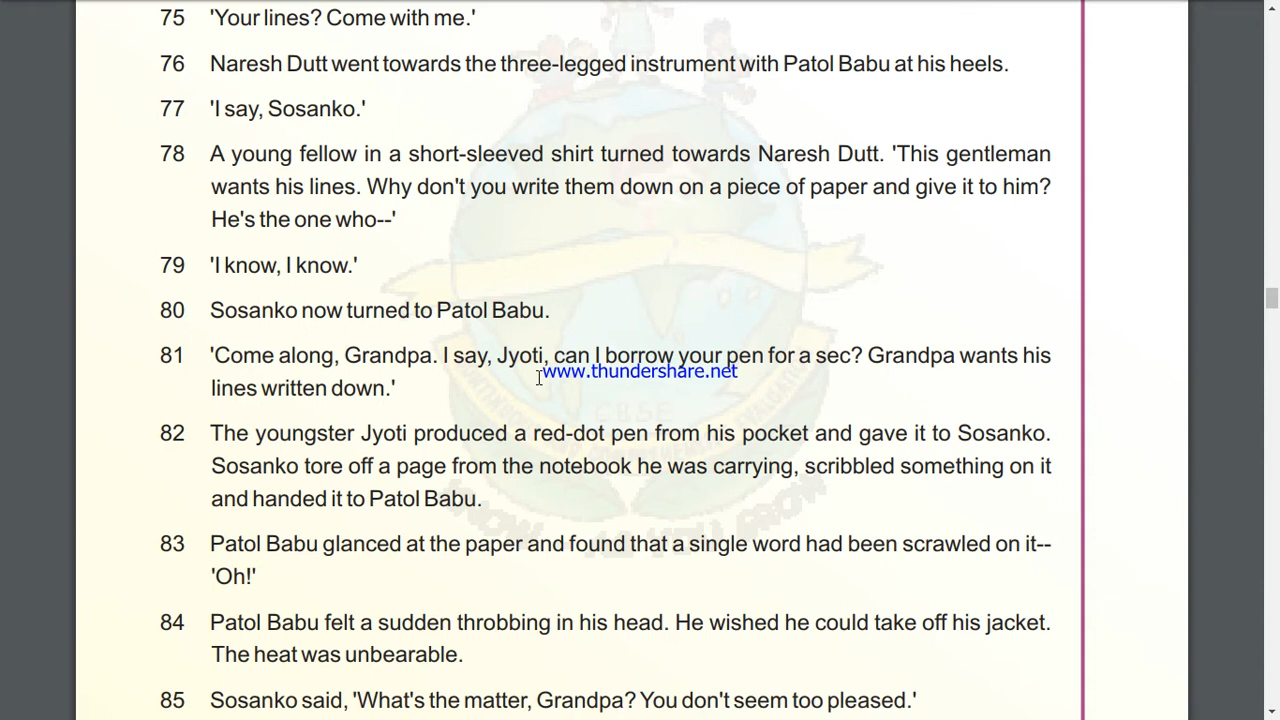 75 'Your lines? Come with me.'
76 Naresh Dutt went towards the three-legged instrument with Patol Babu at his heels.
77 'I say, Sosanko.'
78 A young fellow in a short-sleeved shirt turned towards Naresh Dutt. 'This gentleman
wants his lines. Why don't you write them down on a piece of paper and give it to him?
He's the one who--'
79 'I know, I know.'
80 Sosanko now turned to Patol Babu.
81 'Come along, Grandpa. I say, Jyoti, can I borrow your pen for a sec? Grandpa wants his
www.thundershare.net
lines written down.'
CBSE
82 The youngster Jyoti produced a red-dot pen from his pocket and gave it to Sosanko.
Sosanko tore off a page from the notebook he was carrying, scribbled something on it
and handed it to Patol Babu.
83 Patol Babu glanced at the paper and found that a single word had been scrawled on it--
'Oh!'
84 Patol Babu felt a sudden throbbing in his head. He wished he could take off his jacket.
The heat was unbearable.
85 Sosanko said, 'What's the matter, Grandpa? You don't seem too pleased.'